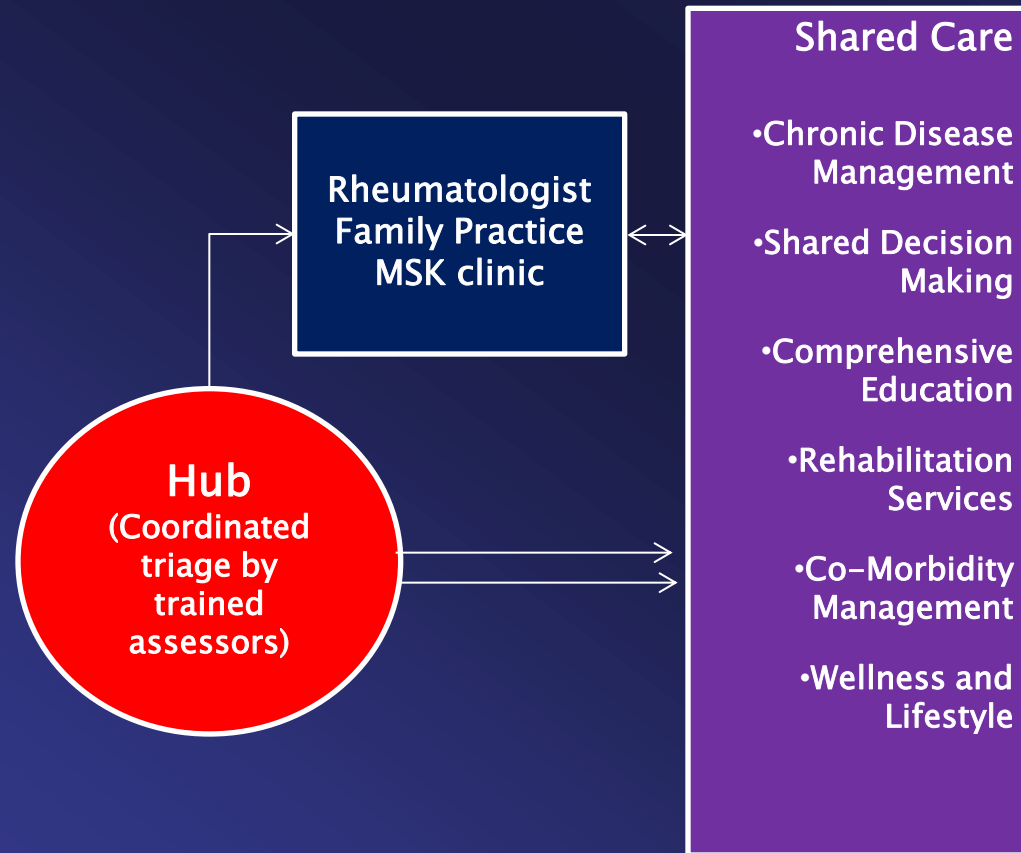 Shared Care
•Chronic Disease
Management
•Shared Decision
Making
•Comprehensive
Education
•Rehabilitation
Services
•Co-Morbidity
Management
•Wellness and
Lifestyle
Rheumatologist
Family Practice
MSK clinic
Hub
(Coordinated
triage by
trained
assessors)